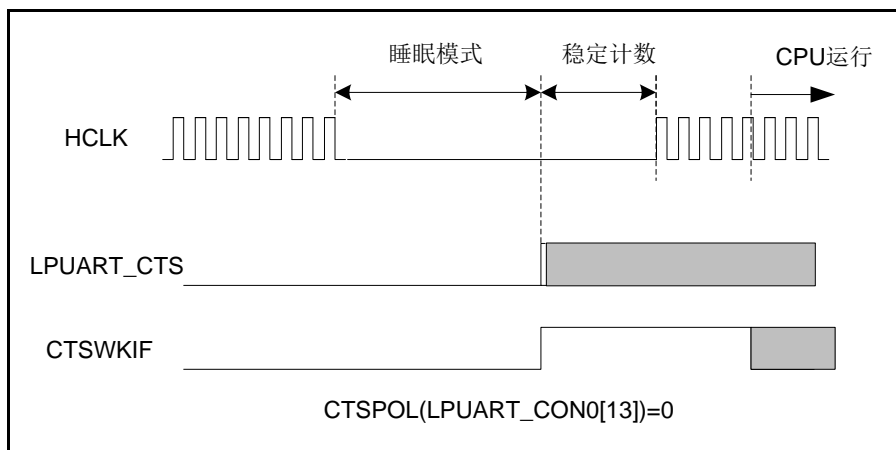 睡眠模式
稳定计数
CPU运行
HCLK
LPUART_CTS
CTSWKIF
CTSPOL(LPUART_CON0[13])=0